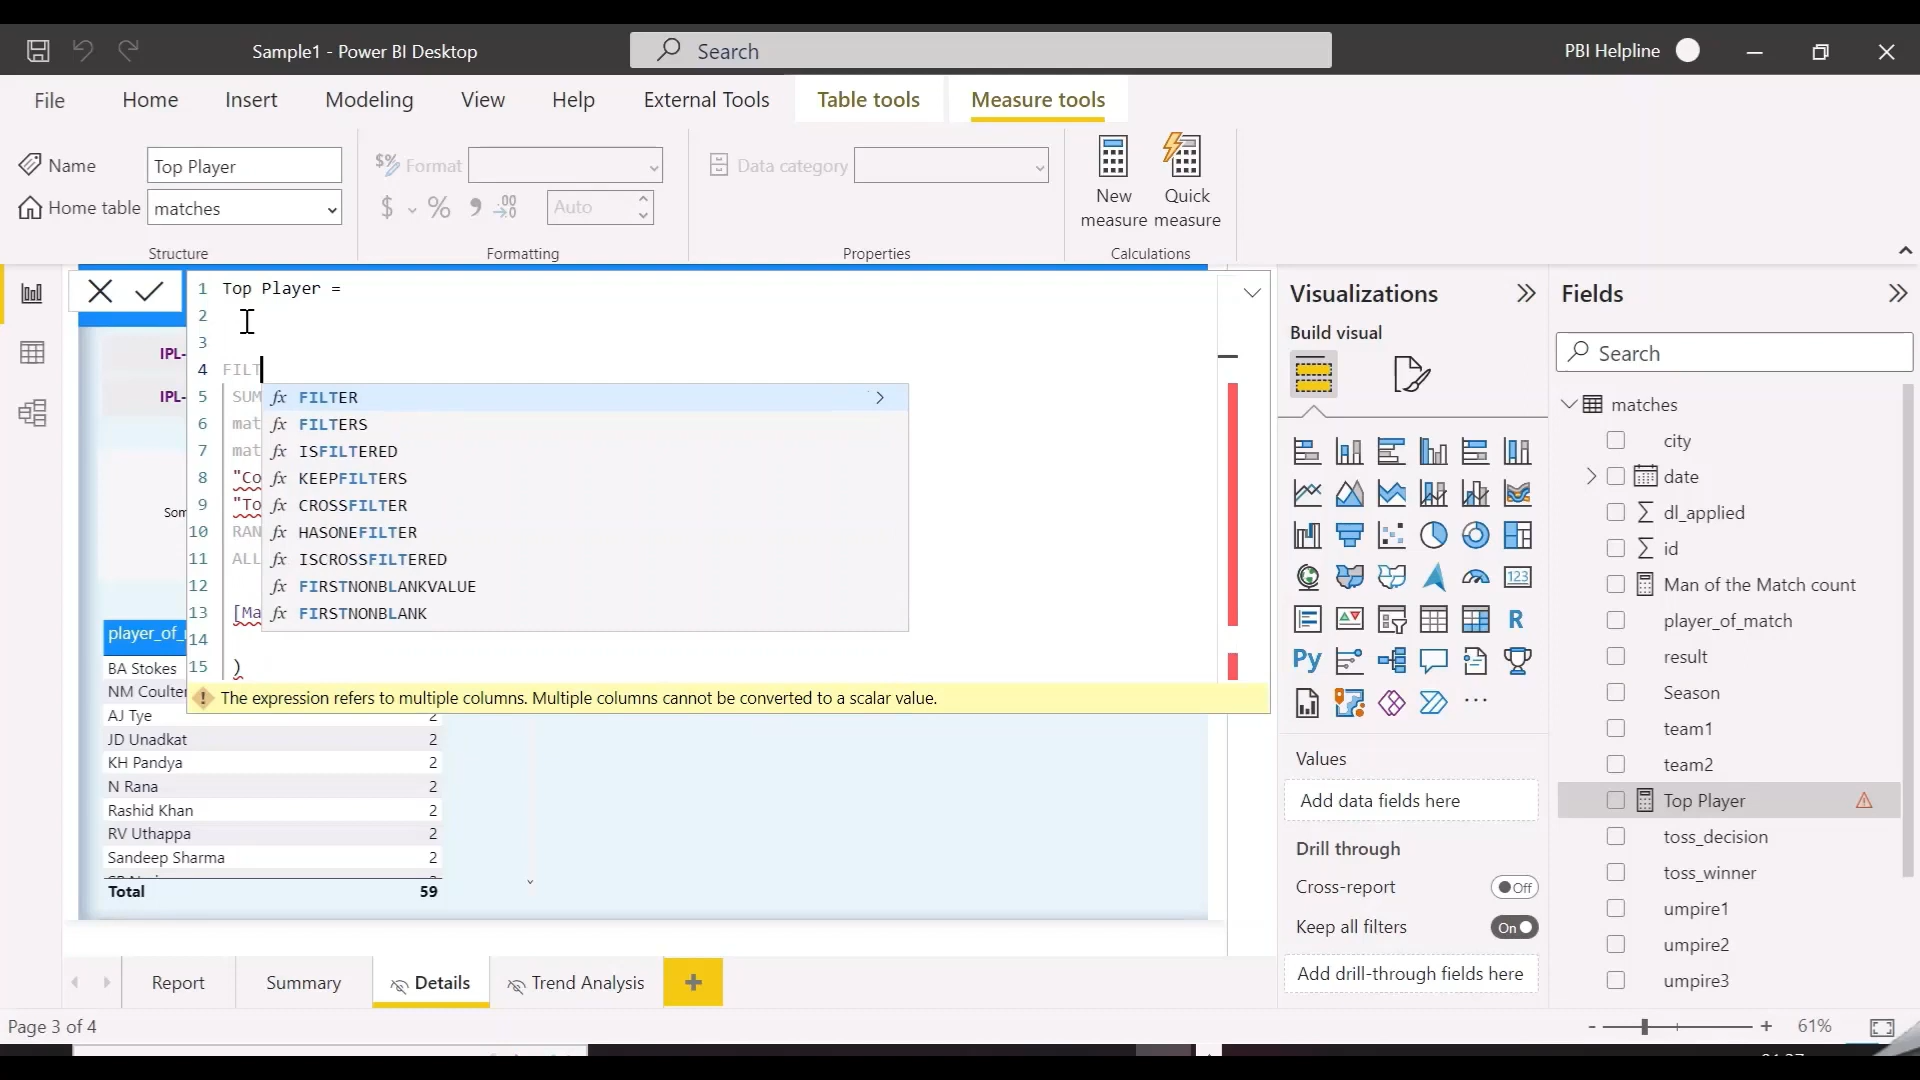 Sample1 - Power BI Desktop
Search
PBI Helpline
File
Home
Insert
Modeling
View
Help
External Tools
Table tools
Measure tools
Name
Top Player
Format
Data category
New measure
Quick measure
Home table
matches
$
%
Auto
Structure
Formatting
Properties
Calculations
1 Top Player =
2
3
4 FILT
5 SUM
6 mat
7 mat
8 "Co
9 "To
10 RAN
11 ALL
12
13 [Ma
14
15 )
FILTER
FILTERS
ISFILTERED
KEEPFILTERS
CROSSFILTER
HASONEFILTER
ISCROSSFILTERED
FIRSTNONBLANKVALUE
FIRSTNONBLANK
The expression refers to multiple columns. Multiple columns cannot be converted to a scalar value.
IPL-
IPL-
Som
player_of_
BA Stokes
NM Coulter
AJ Tye 2
JD Unadkat 2
KH Pandya 2
N Rana 2
Rashid Khan 2
RV Uthappa 2
Sandeep Sharma 2
Total 59
Visualizations
Build visual
123
R
Py
Values
Add data fields here
Drill through
Cross-report
Off
Keep all filters
On
Add drill-through fields here
Fields
Search
matches
city
date
dl_applied
id
Man of the Match count
player_of_match
result
Season
team1
team2
Top Player
toss_decision
toss_winner
umpire1
umpire2
umpire3
Report
Summary
Details
Trend Analysis
Page 3 of 4
61%